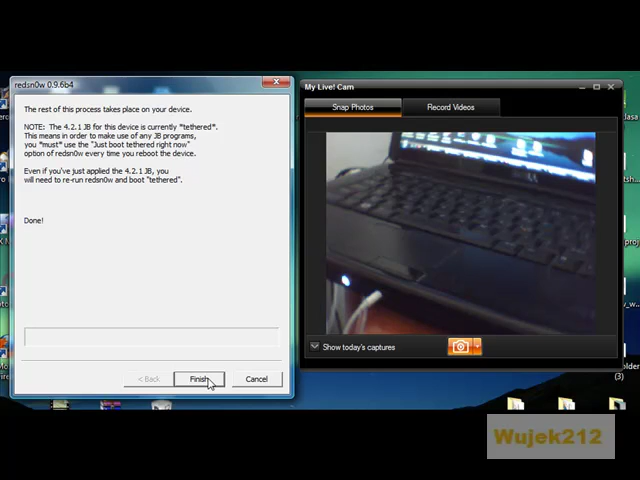 redsn0w 0.9.6b4
The rest of this process takes place on your device.
NOTE: The 4.2.1 JB for this device is currently *tethered*.
This means in order to make use of any JB programs,
you *must* use the "Just boot tethered right now"
option of redsn0w every time you reboot the device.
Even if you've just applied the 4.2.1 JB, you
will need to re-run redsn0w and boot "tethered".
Done!
< Back
Finish
Cancel
My Live! Cam
Snap Photos
Record Videos
Show today's captures
(3)
Wujek212